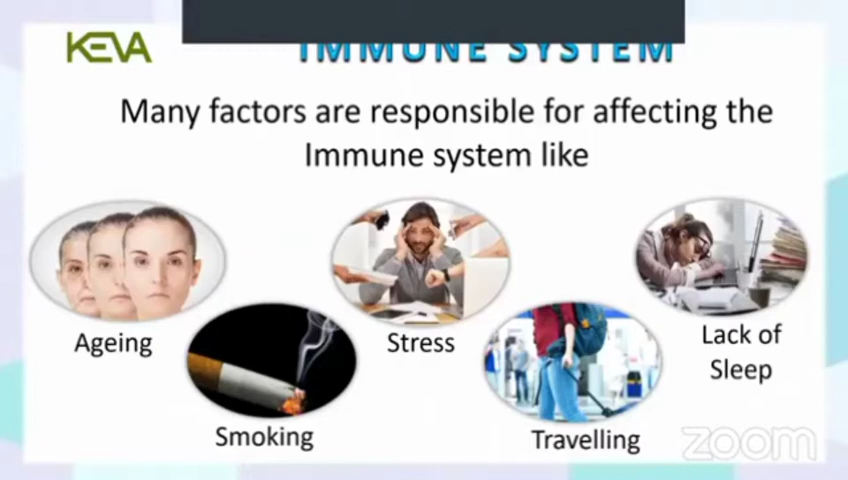 KEVA
IMMUNE SYSTEM
Many factors are responsible for affecting the
Immune system like
Ageing
Stress
Lack of
Sleep
Smoking
Travelling
zoom